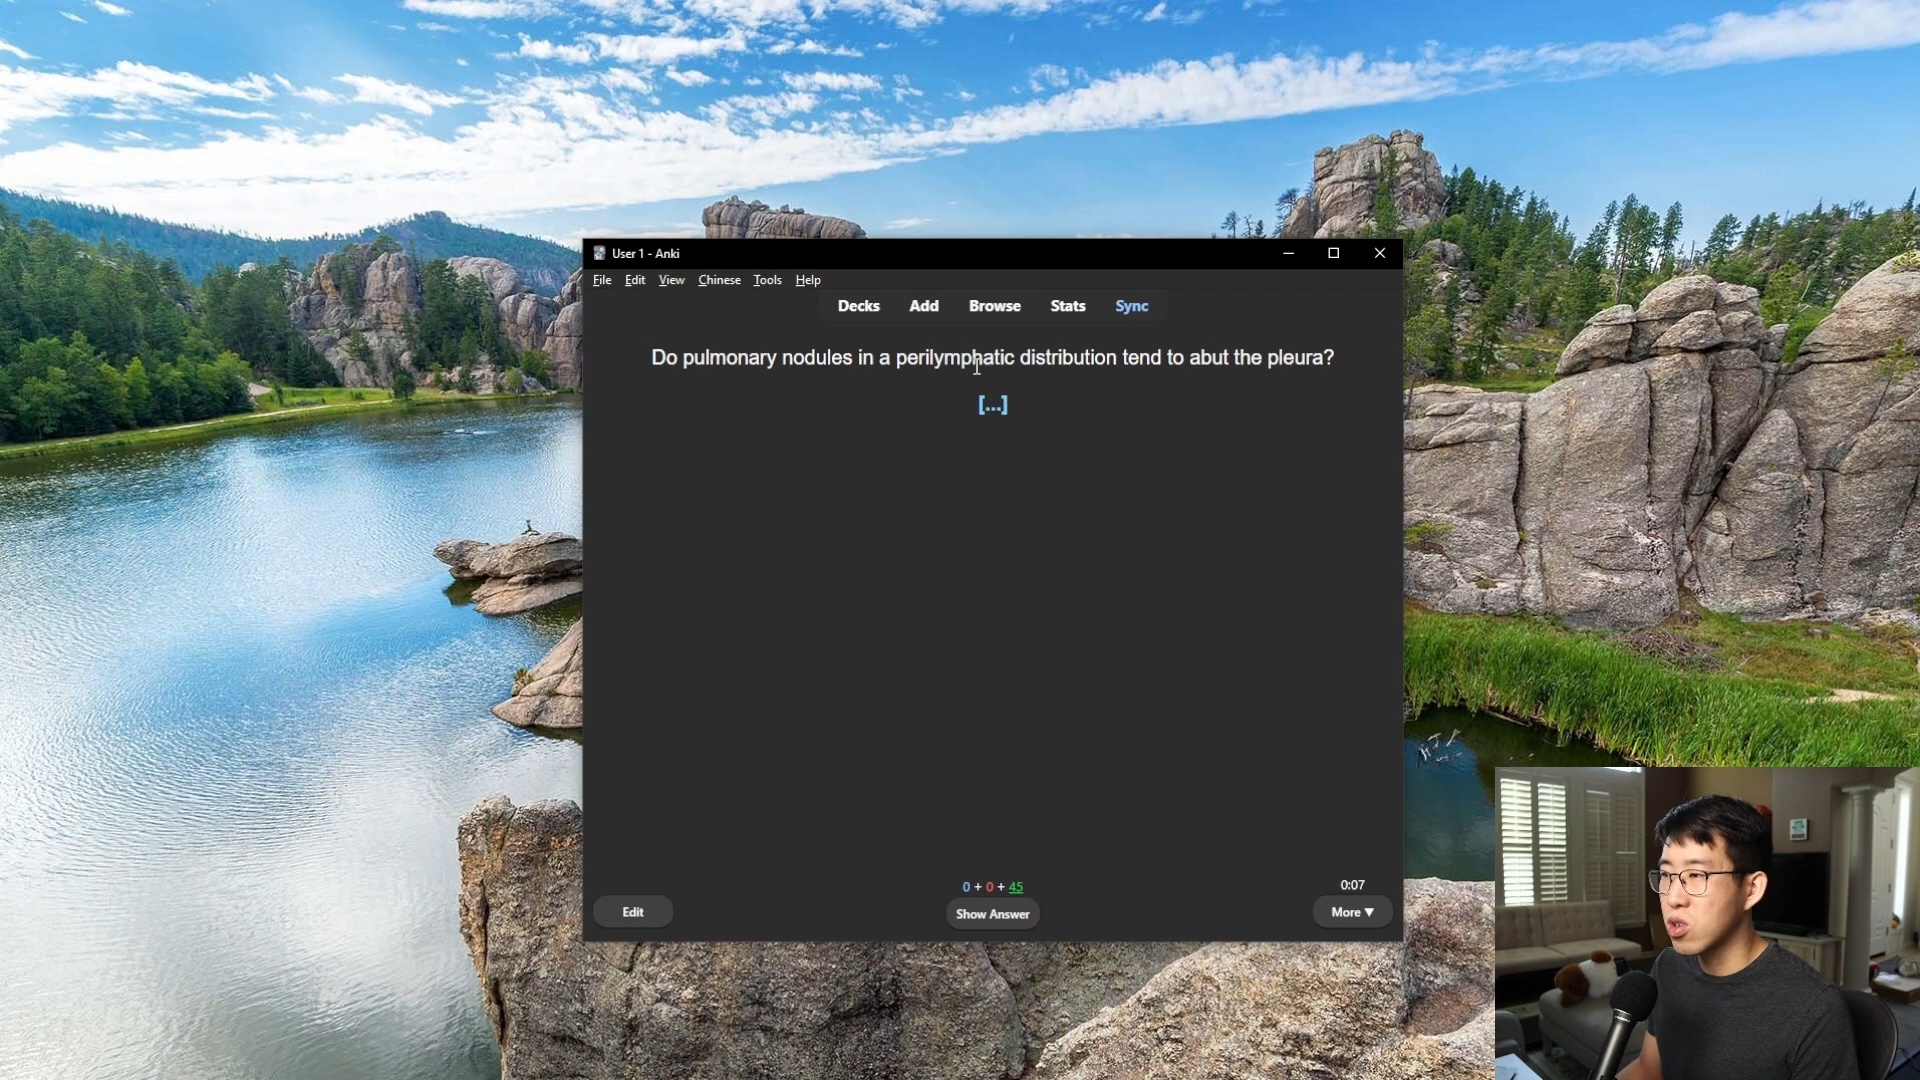 User 1 - Anki
File Edit View Chinese Tools Help
Decks Add Browse Stats Sync
Do pulmonary nodules in a perilymphatic distribution tend to abut the pleura?
[...]
0 + 0 + 45
0:07
Edit
Show Answer
More ▼